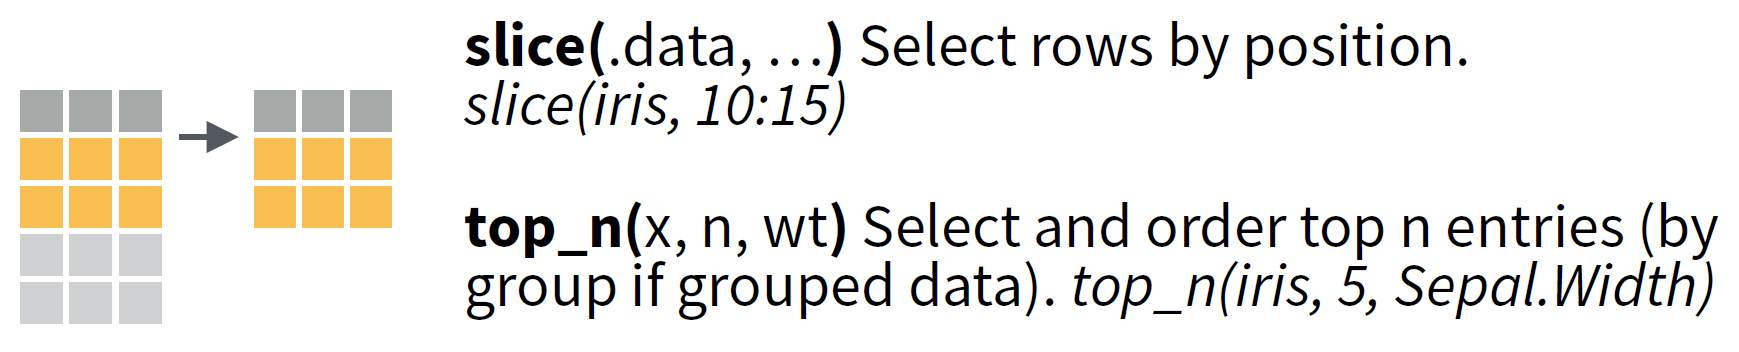 slice(.data, …) Select rows by position.
slice(iris, 10:15)
top_n(x, n, wt) Select and order top n entries (by
group if grouped data). top_n(iris, 5, Sepal.Width)